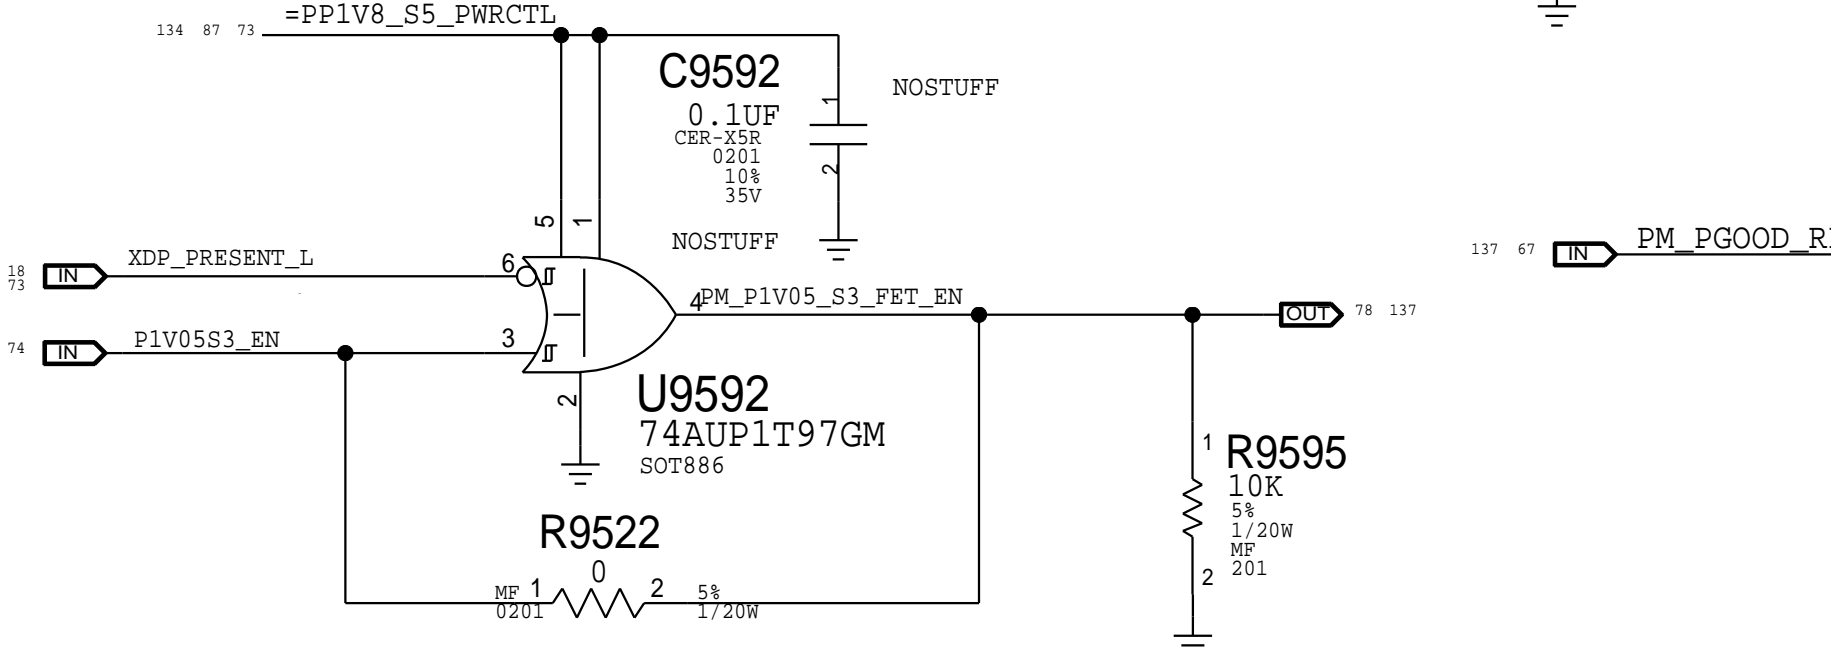 =PP1V8_S5_PWRCTL
134 87 73
C9592
0.1UF
CER-X5R
0201
10%
35V
1
2
NOSTUFF
NOSTUFF
5
1
18
73
IN
XDP_PRESENT_L
6
74
IN
P1V05S3_EN
3
4
PM_P1V05_S3_FET_EN
OUT
78 137
2
U9592
74AUP1T97GM
SOT886
R9522
0
MF
0201
1
2
5%
1/20W
1
R9595
10K
5%
1/20W
MF
201
2
137 67
IN